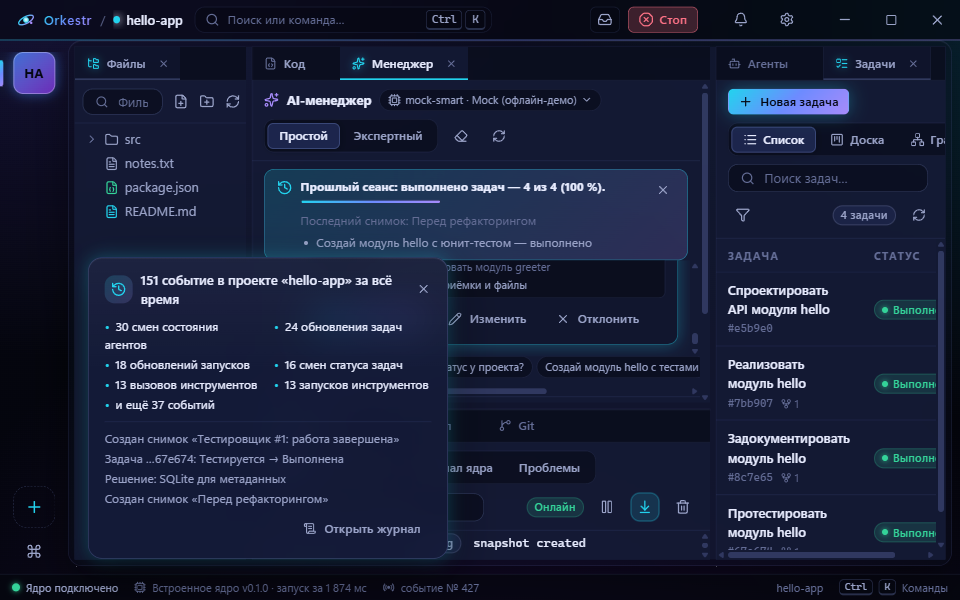 Orkestr / hello-app
Поиск или команда...
Ctrl K
Стоп
HA
Файлы
Код
Менеджер
Агенты
Задачи
Филь
src
notes.txt
package.json
README.md
AI-менеджер
mock-smart · Mock (офлайн-демо)
Простой
Экспертный
Прошлый сеанс: выполнено задач — 4 из 4 (100 %).
Последний снимок: Перед рефакторингом
• Создай модуль hello с юнит-тестом — выполнено
овать модуль greeter
риёмки и файлы
Изменить
Отклонить
атус у проекта?
Создай модуль hello с тестами
Git
ал ядра
Проблемы
Онлайн
snapshot created
151 событие в проекте «hello-app» за всё
время
• 30 смен состояния
агентов
• 24 обновления задач
• 18 обновлений запусков
• 16 смен статуса задач
• 13 вызовов инструментов
• 13 запусков инструментов
• и ещё 37 событий
Создан снимок «Тестировщик #1: работа завершена»
Задача …67e674: Тестируется → Выполнена
Решение: SQLite для метаданных
Создан снимок «Перед рефакторингом»
Открыть журнал
+ Новая задача
Список
Доска
Гра
Поиск задач...
4 задачи
ЗАДАЧА
СТАТУС
Спроектировать
API модуля hello
#e5b9e0
Выполн
Реализовать
модуль hello
#7bb907 1
Выполн
Задокументировать
модуль hello
#8c7e65 1
Выполн
Протестировать
модуль hello
Выполн
Ядро подключено
Встроенное ядро v0.1.0 · запуск за 1 874 мс
событие № 427
hello-app
Ctrl K Команды